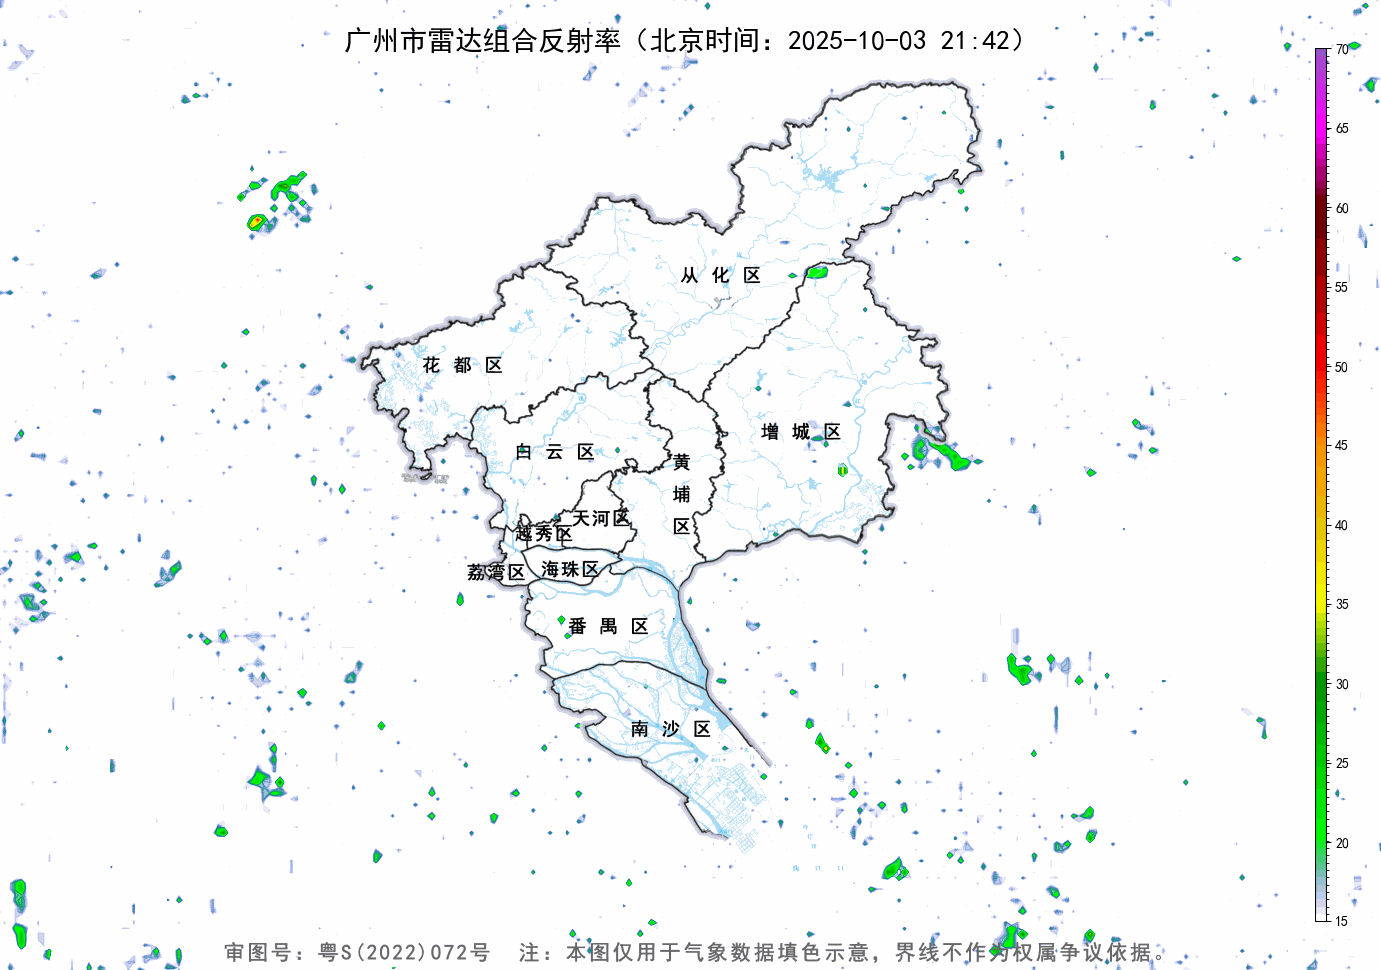 广州市雷达组合反射率（北京时间：2025-10-03 21:42）
70
65
60
55
50
45
40
35
30
25
20
15
从化区
花都区
增城区
白云区
黄埔区
天河区
越秀区
海珠区
荔湾区
番禺区
南沙区
审图号：粤S(2022)072号 注：本图仅用于气象数据填色示意，界线不作为权属争议依据。